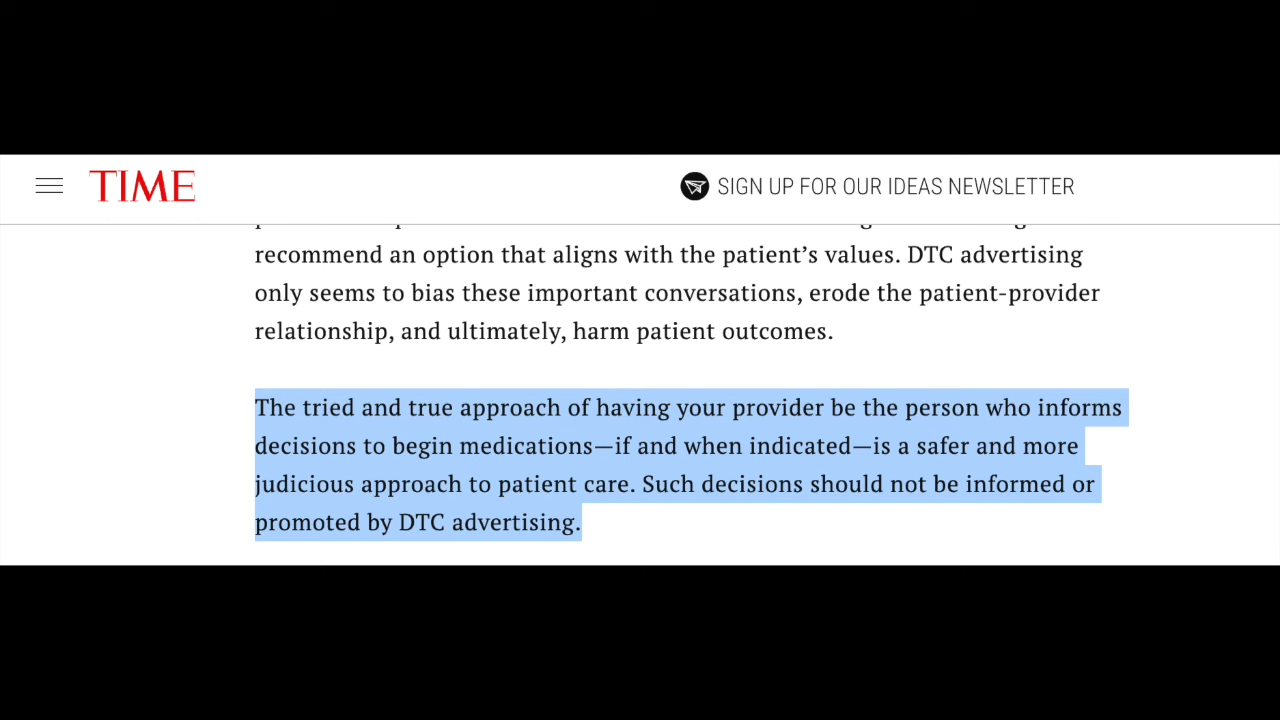 TIME
SIGN UP FOR OUR IDEAS NEWSLETTER
recommend an option that aligns with the patient’s values. DTC advertising
only seems to bias these important conversations, erode the patient-provider
relationship, and ultimately, harm patient outcomes.
The tried and true approach of having your provider be the person who informs
decisions to begin medications—if and when indicated—is a safer and more
judicious approach to patient care. Such decisions should not be informed or
promoted by DTC advertising.